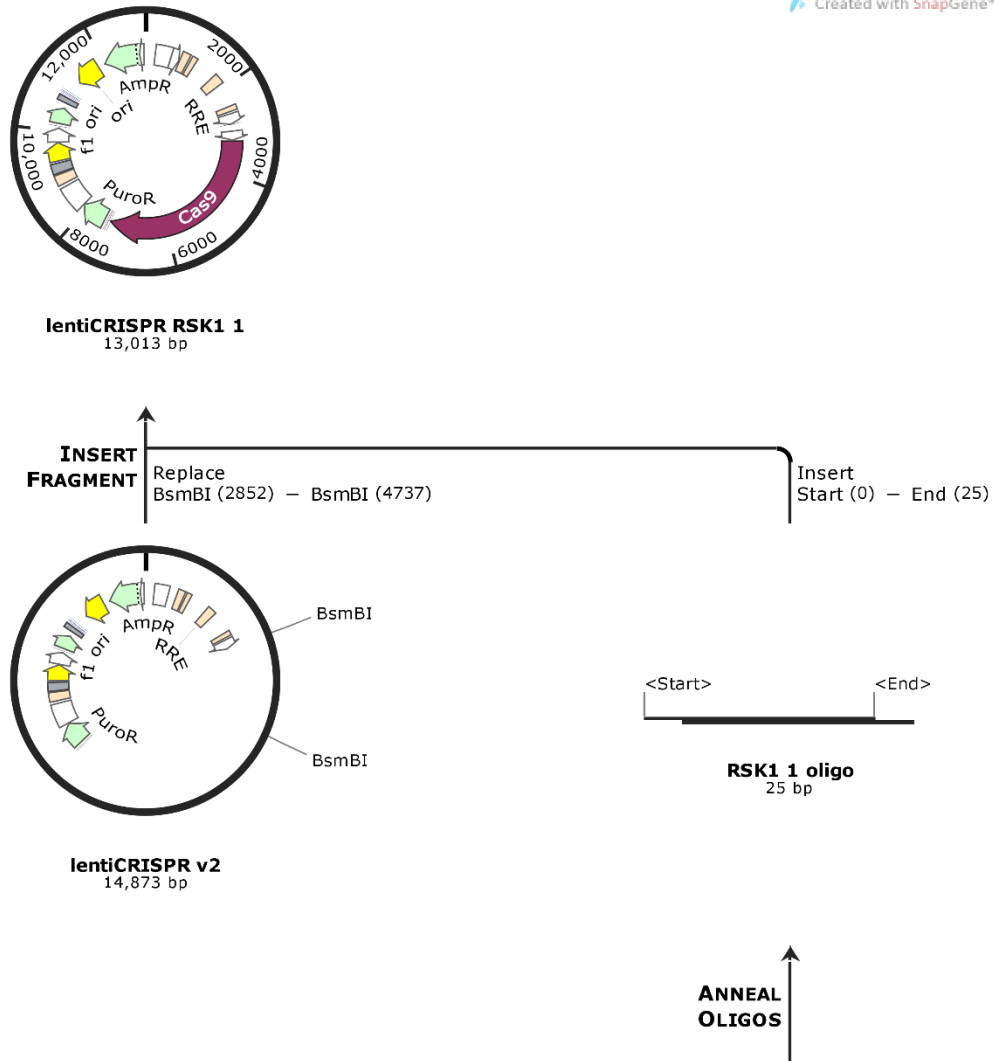 Created with SnapGene®
12,000
2000
AmpR
ori
f1 ori
RRE
10,000
4000
PuroR
Cas9
8000
6000
lentiCRISPR RSK1 1
13,013 bp
INSERT
FRAGMENT
Replace
BsmBI (2852) – BsmBI (4737)
Insert
Start (0) – End (25)
AmpR
f1 ori
RRE
PuroR
BsmBI
BsmBI
<Start>
<End>
RSK1 1 oligo
25 bp
lentiCRISPR v2
14,873 bp
ANNEAL
OLIGOS